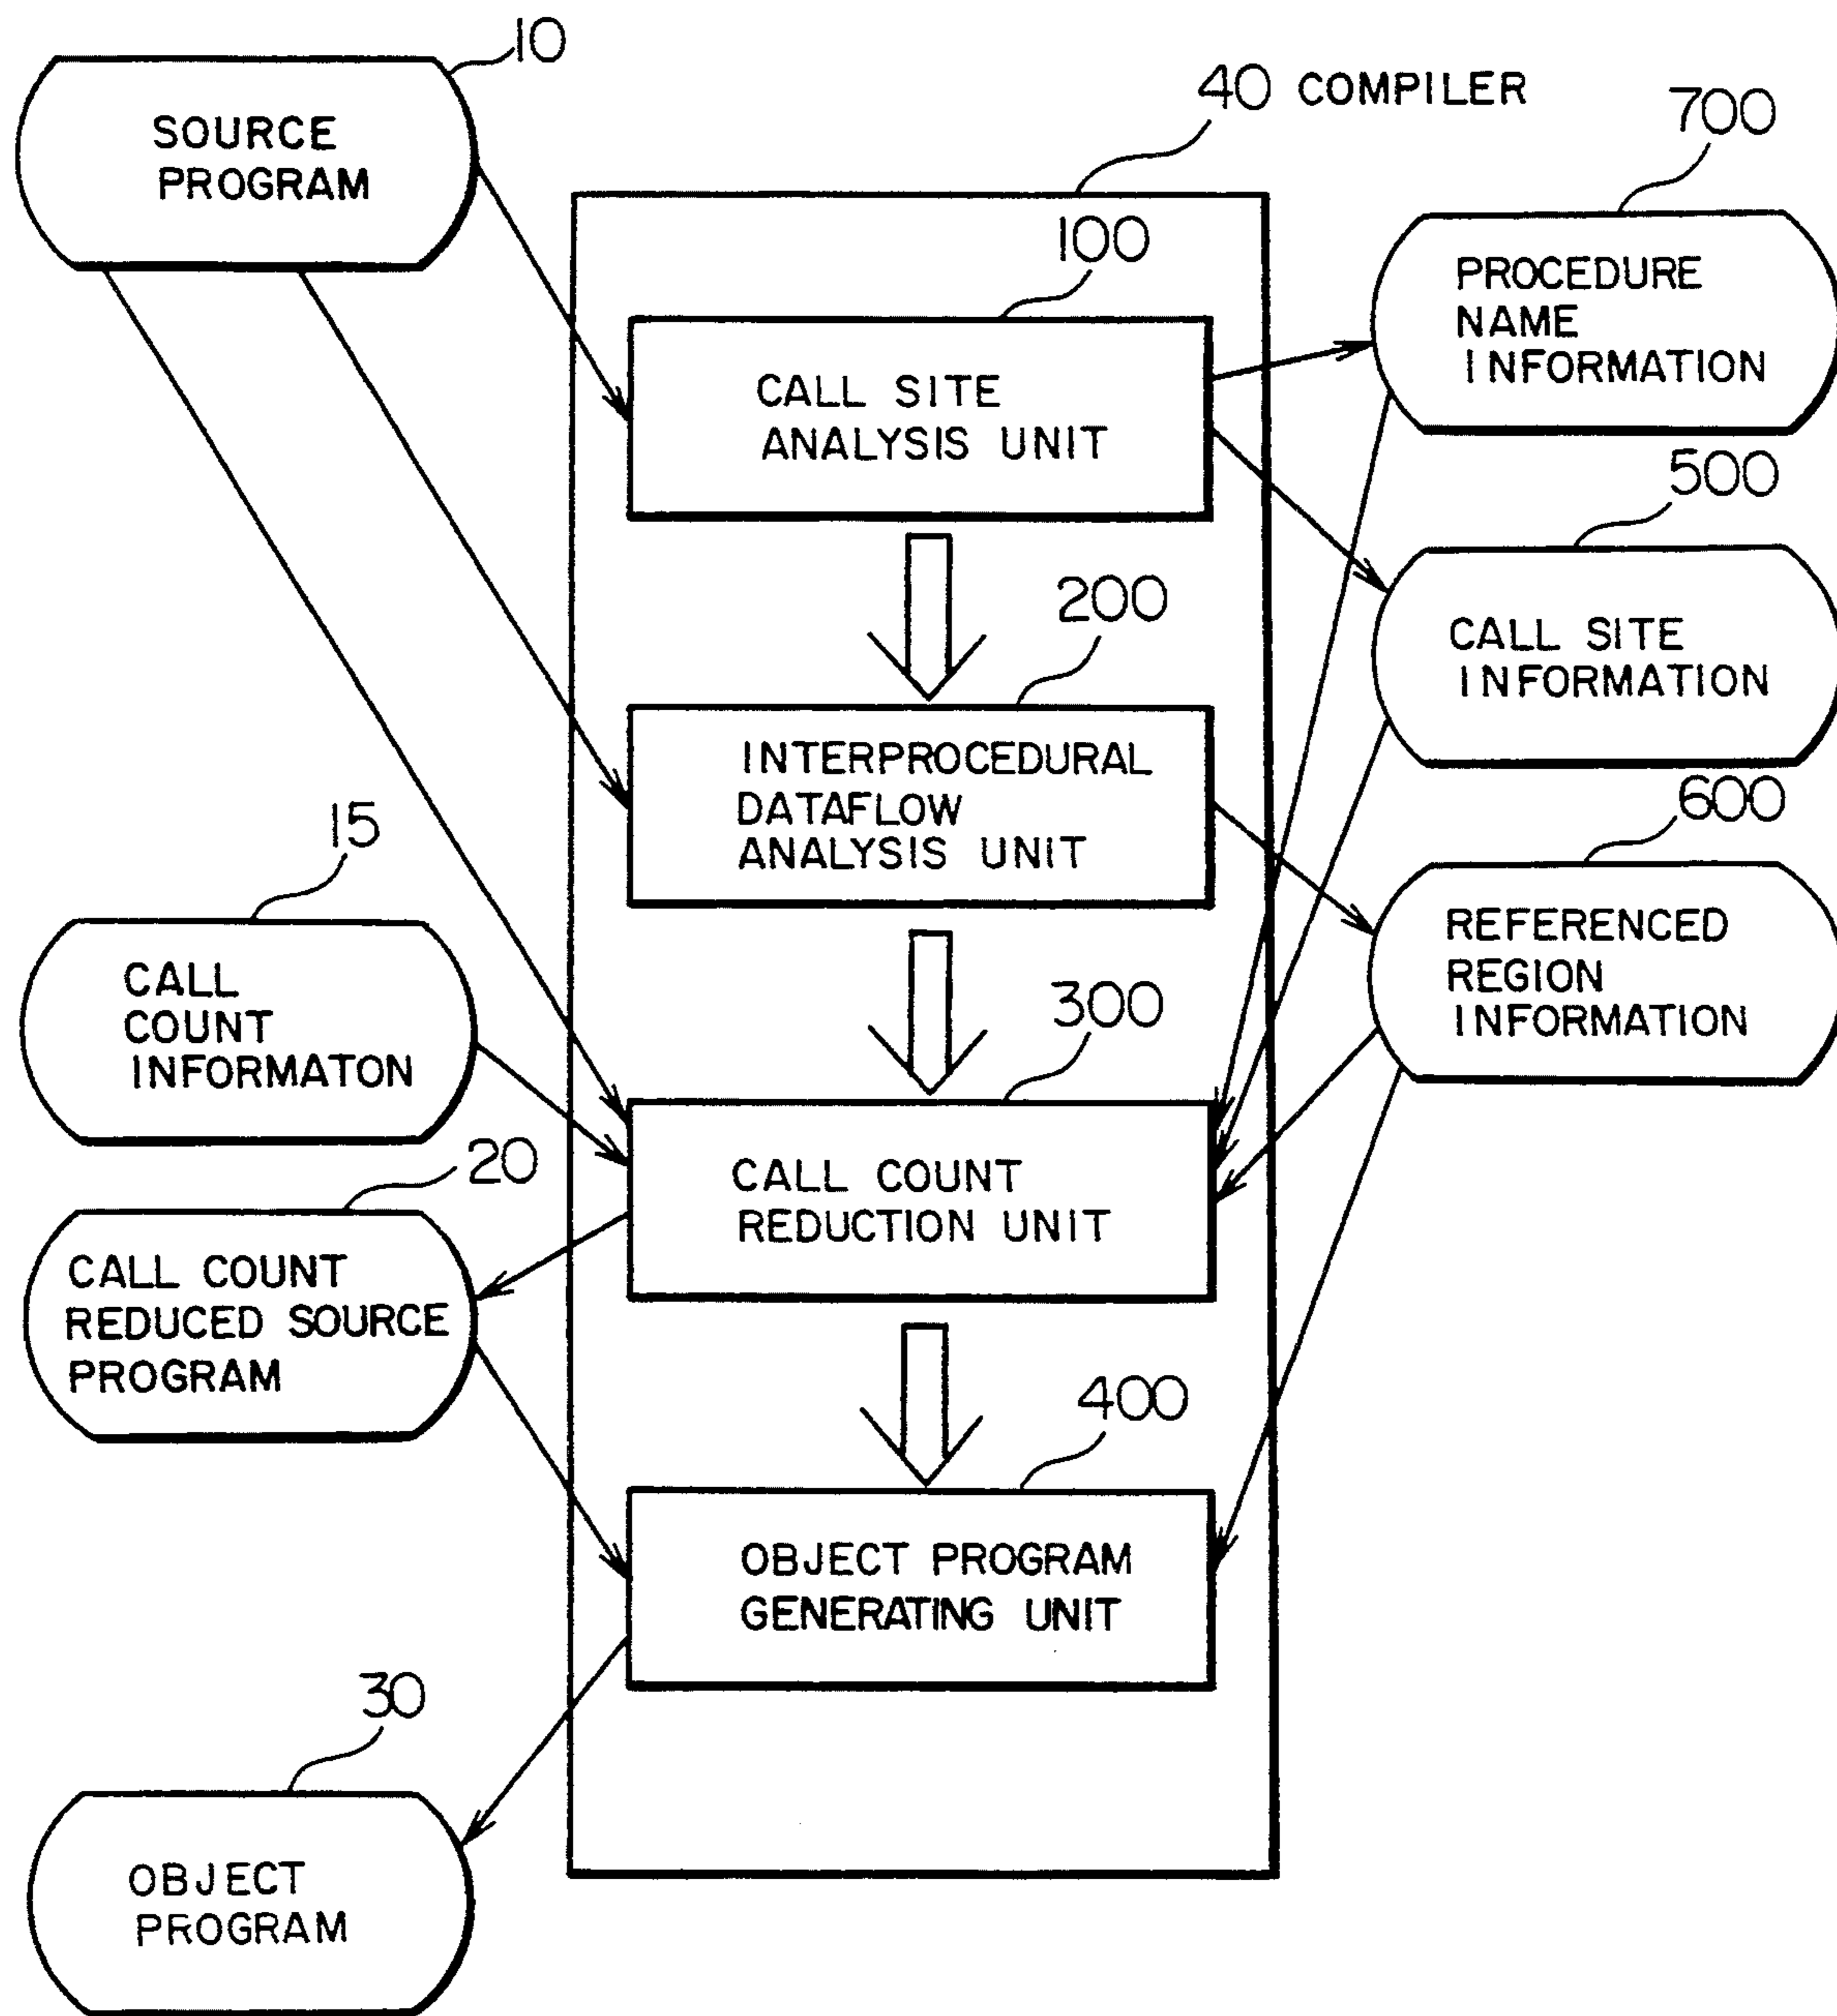 10
SOURCE
PROGRAM
40 COMPILER
700
100
PROCEDURE
NAME
INFORMATION
CALL SITE
ANALYSIS UNIT
500
200
CALL SITE
INFORMATION
INTERPROCEDURAL
DATAFLOW
ANALYSIS UNIT
600
15
REFERENCED
REGION
INFORMATION
CALL
COUNT
INFORMATON
300
20
CALL COUNT
REDUCTION UNIT
CALL COUNT
REDUCED SOURCE
PROGRAM
400
OBJECT PROGRAM
GENERATING UNIT
30
OBJECT
PROGRAM